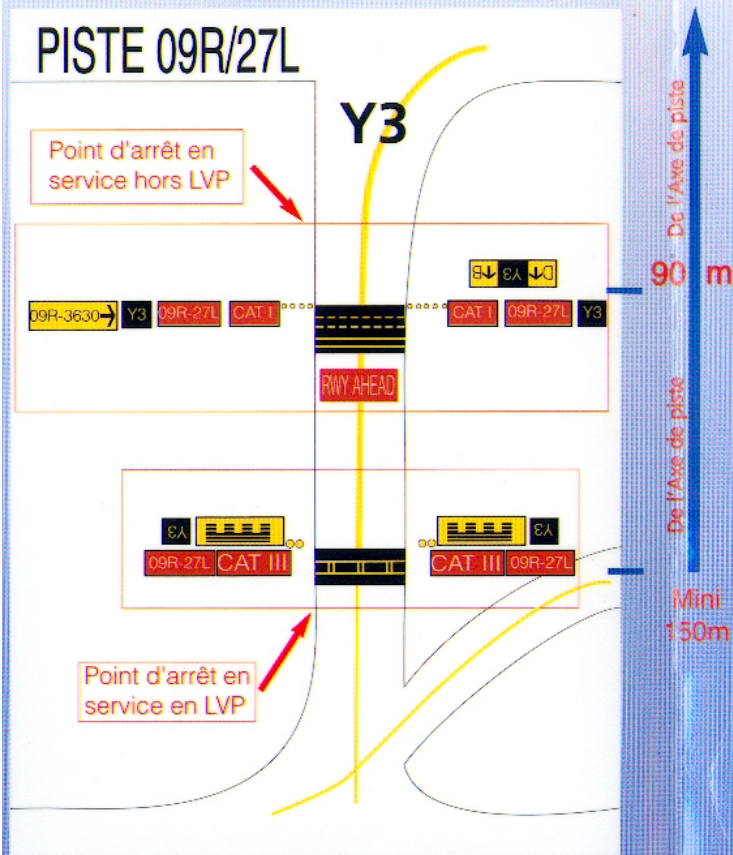 PISTE 09R/27L
Y3
Point d'arrêt en
service hors LVP
De l'Axe de piste
90 m
D B
Y3
09R-3630 Y3 09R-27L CAT I
CAT I 09R-27L Y3
RWY AHEAD
De l'Axe de piste
Y3
Y3
09R-27L CAT III
CAT III 09R-27L
Mini
150m
Point d'arrêt en
service en LVP